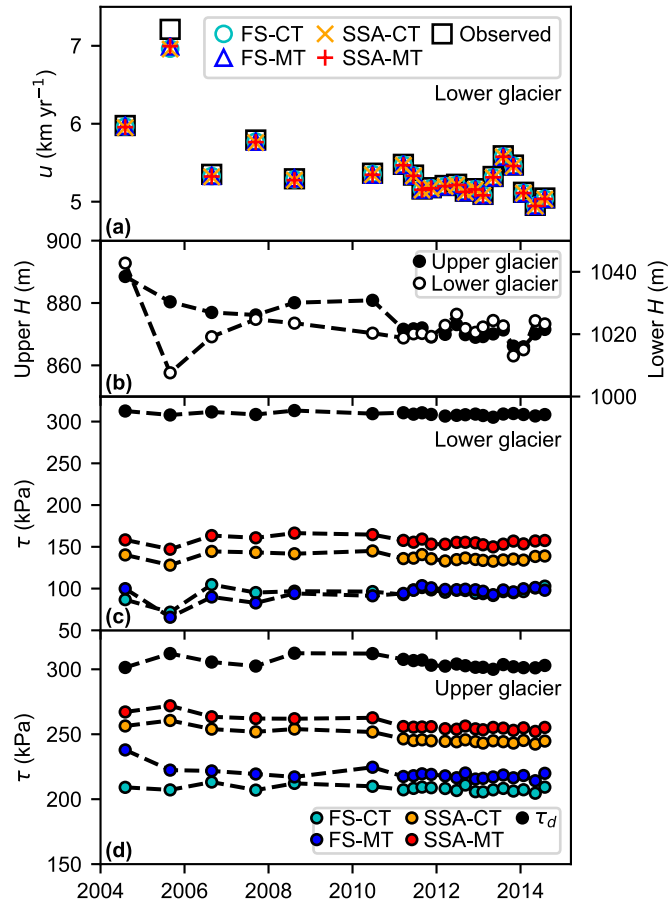 FS-CT SSA-CT Observed
FS-MT SSA-MT
Lower glacier
7
6
5
u (km yr⁻¹)
(a)
900
880
860
Upper H (m)
Upper glacier
Lower glacier
1040
1020
1000
Lower H (m)
(b)
300
250
200
150
100
50
τ (kPa)
Lower glacier
(c)
300
250
200
150
τ (kPa)
Upper glacier
FS-CT SSA-CT τd
FS-MT SSA-MT
(d)
2004 2006 2008 2010 2012 2014